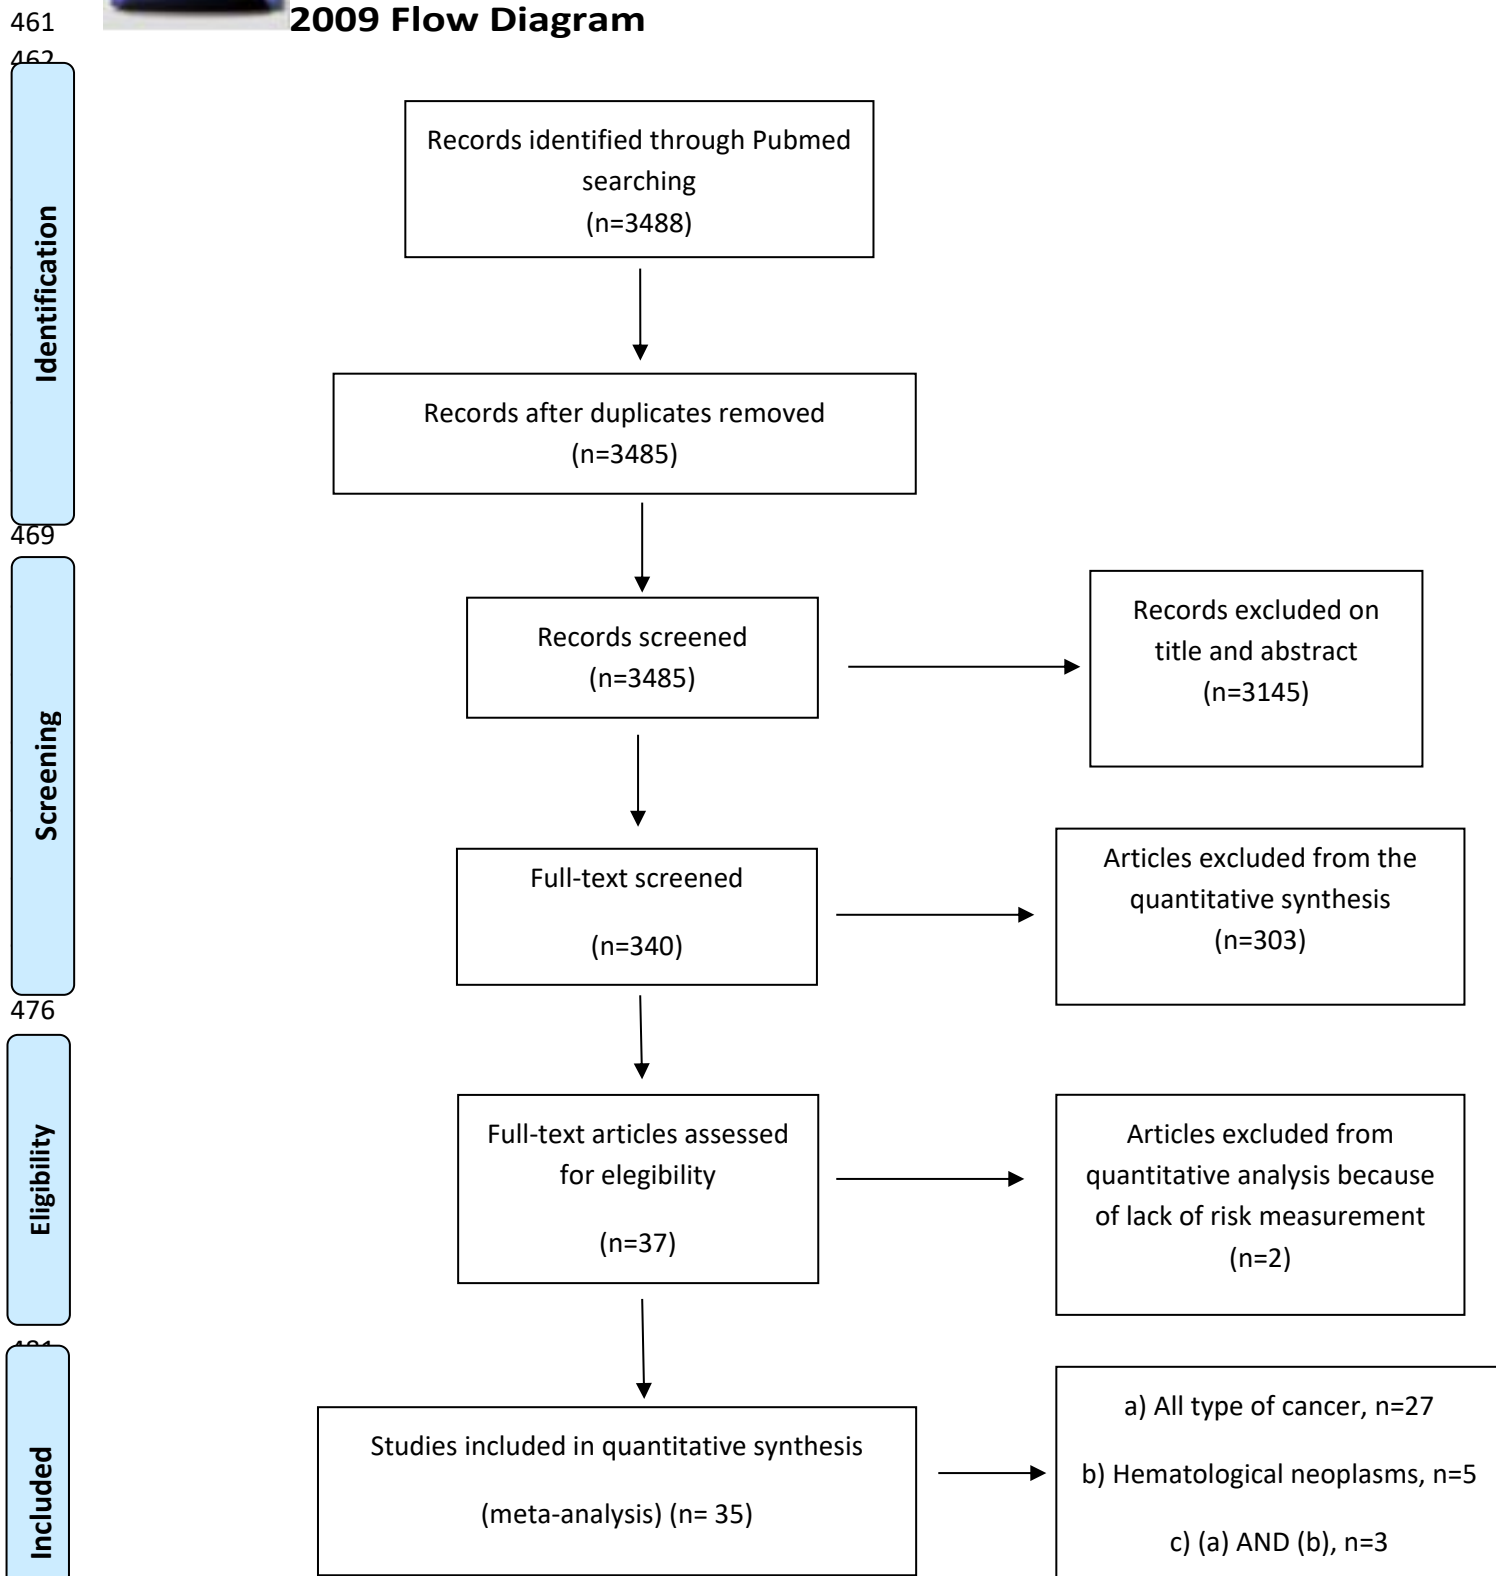 461
2009 Flow Diagram
462
Identification
Records identified through Pubmed
searching
(n=3488)
Records after duplicates removed
(n=3485)
469
Screening
Records screened
(n=3485)
Records excluded on
title and abstract
(n=3145)
Full-text screened
(n=340)
Articles excluded from the
quantitative synthesis
(n=303)
476
Eligibility
Full-text articles assessed
for elegibility
(n=37)
Articles excluded from
quantitative analysis because
of lack of risk measurement
(n=2)
Included
Studies included in quantitative synthesis
(meta-analysis) (n= 35)
a) All type of cancer, n=27
b) Hematological neoplasms, n=5
c) (a) AND (b), n=3